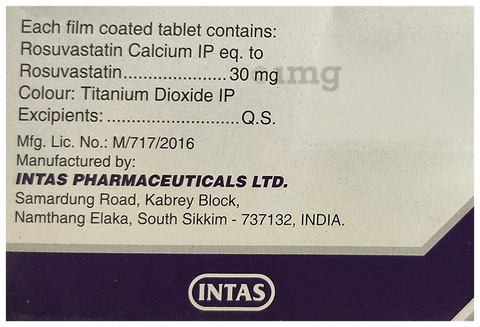 Each film coated tablet contains:
Rosuvastatin Calcium IP eq. to
Rosuvastatin.....................30 mg
Colour: Titanium Dioxide IP
Excipients:...........................Q.S.
Mfg. Lic. No.: M/717/2016
Manufactured by:
INTAS PHARMACEUTICALS LTD.
Samardung Road, Kabrey Block,
Namthang Elaka, South Sikkim - 737132, INDIA.
INTAS